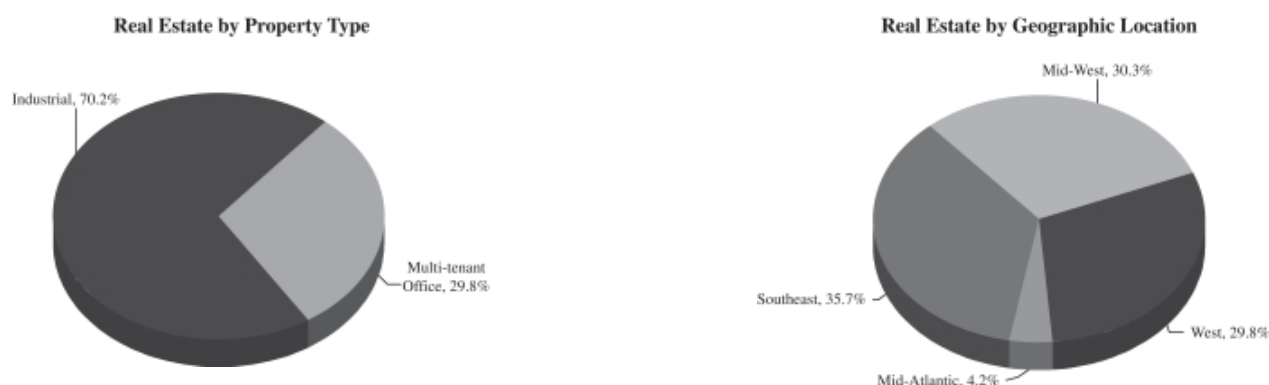 Real Estate by Property Type
Industrial, 70.2%
Multi-tenant
Office, 29.8%
Real Estate by Geographic Location
Mid-West, 30.3%
Southeast, 35.7%
West, 29.8%
Mid-Atlantic, 4.2%